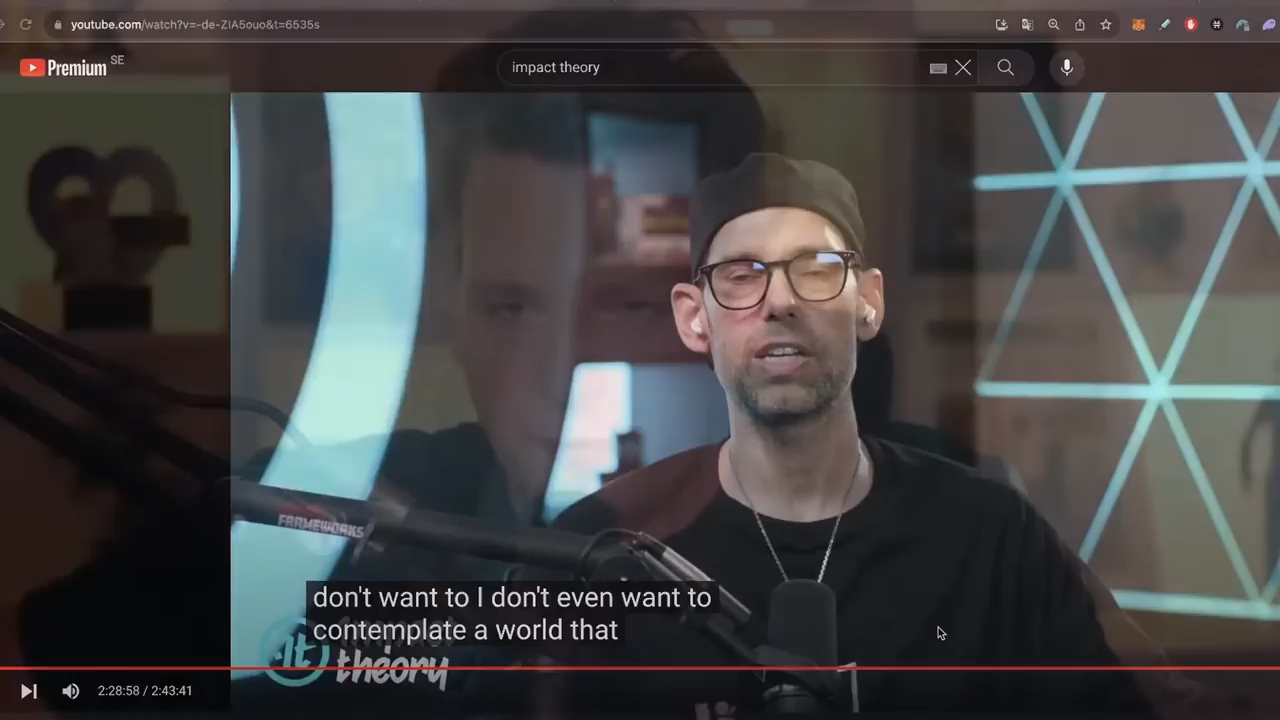 youtube.com/watch?v=-de-ZIA5ouo&t=6535s
Premium SE
impact theory
FRAMEWORKS
don't want to I don't even want to
contemplate a world that
it
theory
2:28:58 / 2:43:41